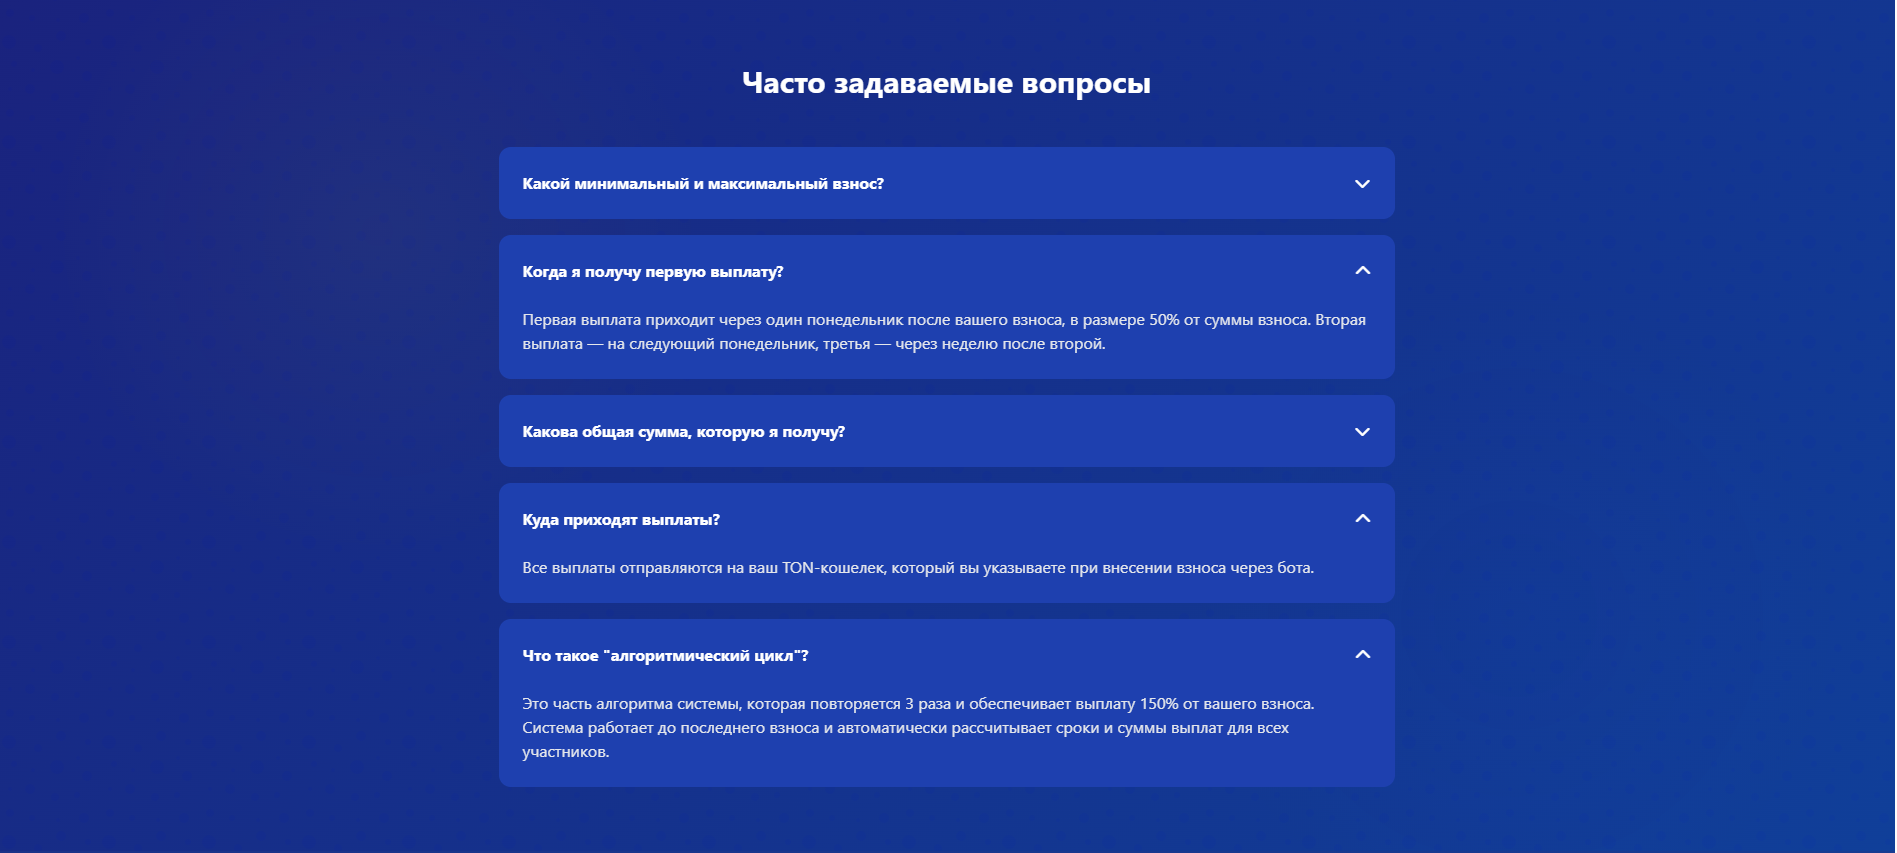 Часто задаваемые вопросы
Какой минимальный и максимальный взнос?
Когда я получу первую выплату?
Первая выплата приходит через один понедельник после вашего взноса, в размере 50% от суммы взноса. Вторая
выплата — на следующий понедельник, третья — через неделю после второй.
Какова общая сумма, которую я получу?
Куда приходят выплаты?
Все выплаты отправляются на ваш TON-кошелек, который вы указываете при внесении взноса через бота.
Что такое "алгоритмический цикл"?
Это часть алгоритма системы, которая повторяется 3 раза и обеспечивает выплату 150% от вашего взноса.
Система работает до последнего взноса и автоматически рассчитывает сроки и суммы выплат для всех
участников.